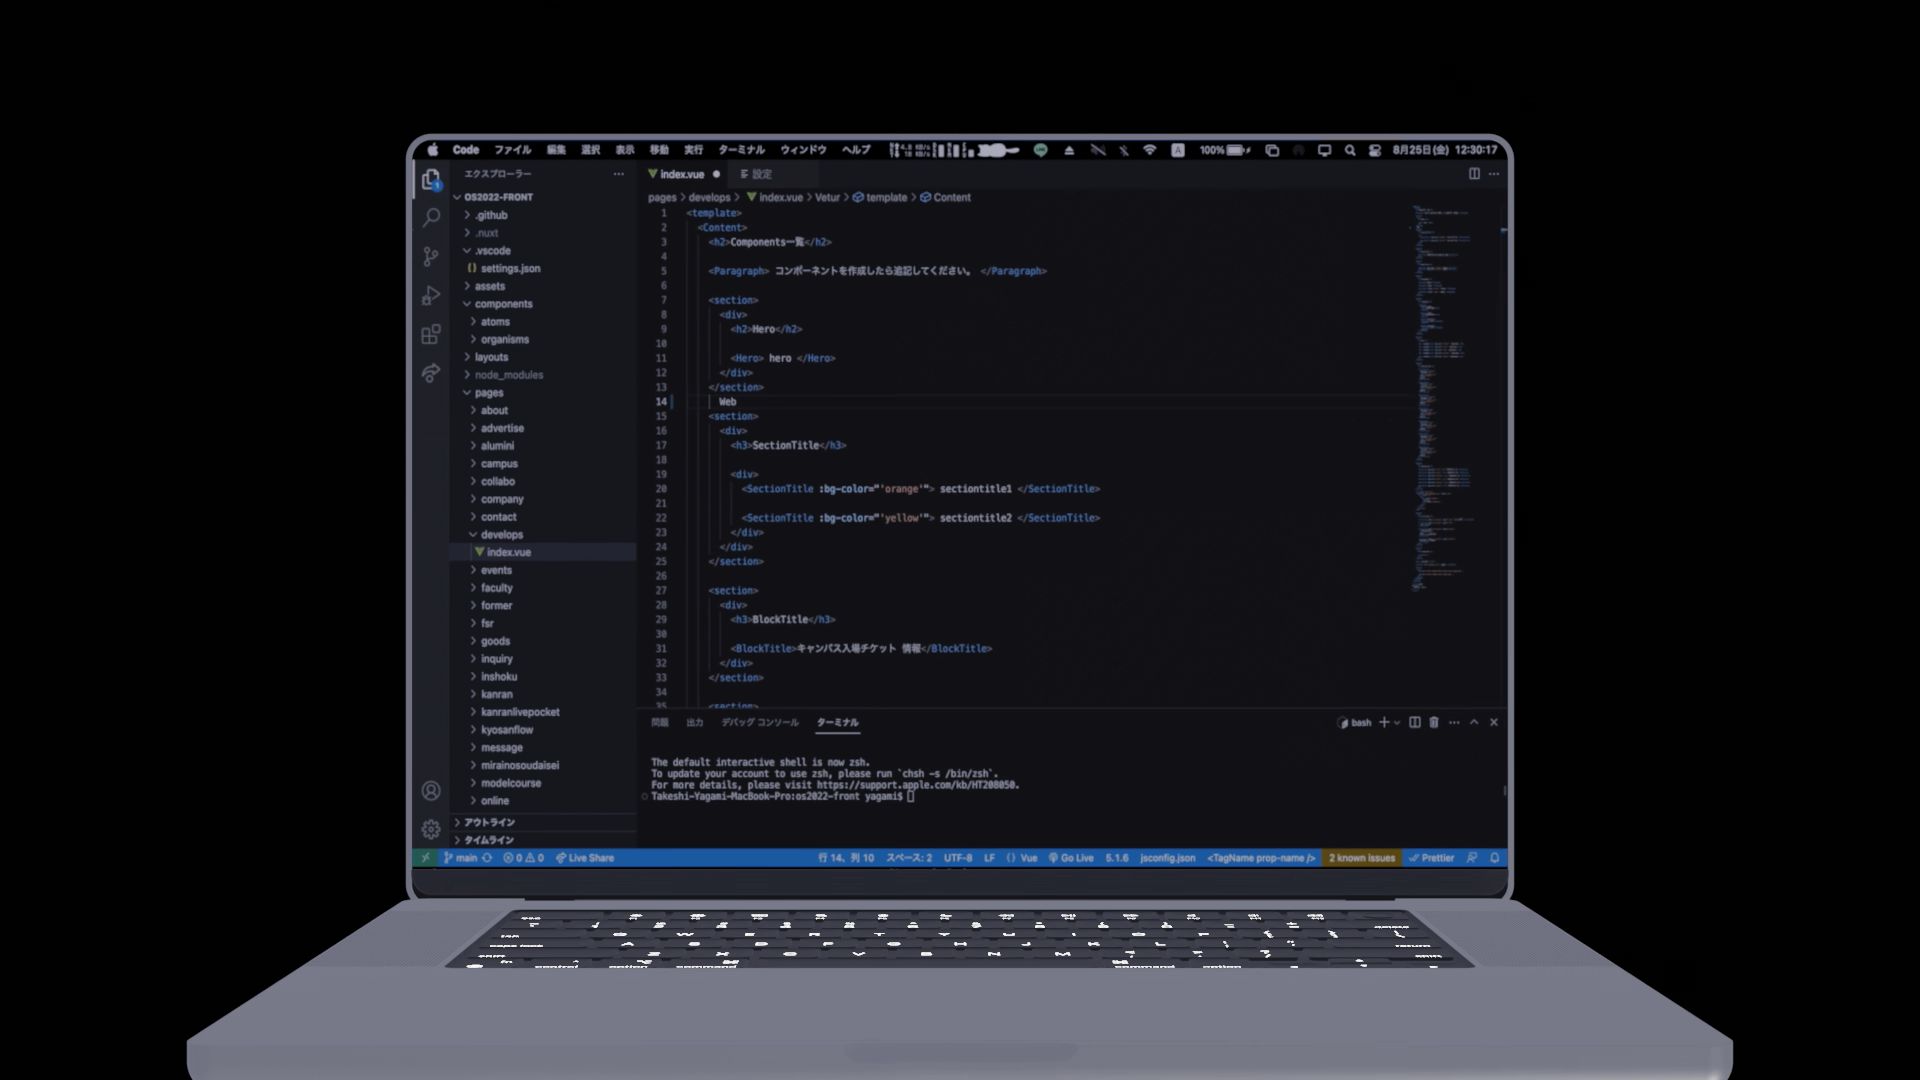 Code ファイル 編集 選択 表示 移動 実行 ターミナル ウィンドウ ヘルプ 100% 8月25日(金) 12:30:17
エクスプローラー
OS2022-FRONT
.github
.nuxt
.vscode
settings.json
assets
components
atoms
organisms
layouts
node_modules
pages
about
advertise
alumini
campus
collabo
company
contact
develops
index.vue
events
faculty
former
fsr
goods
inquiry
inshoku
kanran
kanranlivepocket
kyosanflow
message
mirainosoudaisei
modelcourse
online
アウトライン
タイムライン
index.vue 設定
pages > develops > index.vue > Vetur > template > Content
1 <template>
2 <Content>
3 <h2>Components一覧</h2>
4
5 <Paragraph> コンポーネントを作成したら追記してください。 </Paragraph>
6
7 <section>
8 <div>
9 <h2>Hero</h2>
10
11 <Hero> hero </Hero>
12 </div>
13 </section>
14 Web
15 <section>
16 <div>
17 <h3>SectionTitle</h3>
18
19 <div>
20 <SectionTitle :bg-color="'orange'"> sectiontitle1 </SectionTitle>
21
22 <SectionTitle :bg-color="'yellow'"> sectiontitle2 </SectionTitle>
23 </div>
24 </div>
25 </section>
26
27 <section>
28 <div>
29 <h3>BlockTitle</h3>
30
31 <BlockTitle>キャンパス入場チケット 情報</BlockTitle>
32 </div>
33 </section>
34
35 <section>
問題 出力 デバッグ コンソール ターミナル bash
The default interactive shell is now zsh.
To update your account to use zsh, please run `chsh -s /bin/zsh`.
For more details, please visit https://support.apple.com/kb/HT208050.
Takeshi-Yagami-MacBook-Pro:os2022-front yagami$
main 0 0 Live Share 行 14、列 10 スペース: 2 UTF-8 LF Vue Go Live 5.1.6 jsconfig.json <TagName prop-name /> 2 known issues Prettier